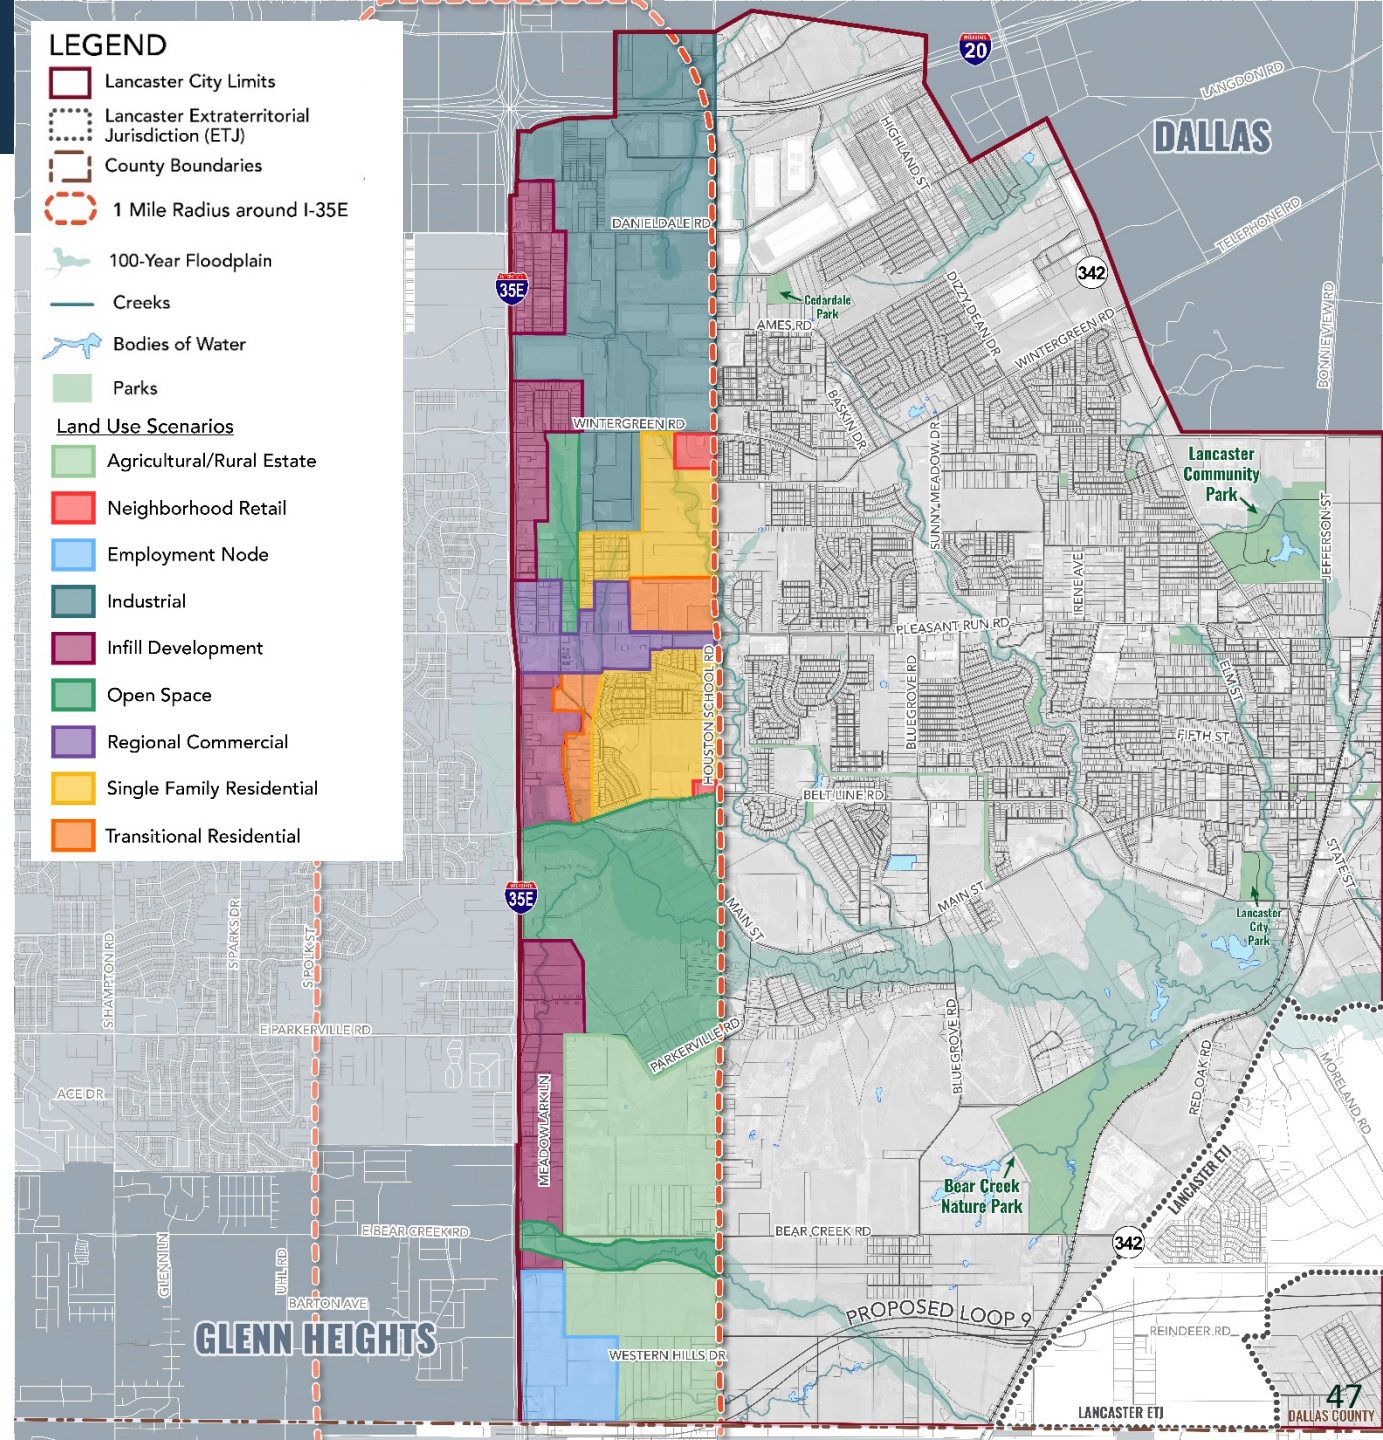 LEGEND
Lancaster City Limits
Lancaster Extraterritorial
Jurisdiction (ETJ)
County Boundaries
1 Mile Radius around I-35E
100-Year Floodplain
Creeks
Bodies of Water
Parks
Land Use Scenarios
Agricultural/Rural Estate
Neighborhood Retail
Employment Node
Industrial
Infill Development
Open Space
Regional Commercial
Single Family Residential
Transitional Residential
20
LANGDON RD
DALLAS
HIGHLAND ST
TELEPHONE RD
DANIELDALE RD
342
35E
DIZZY DEAN DR
Cedardale
Park
BONNIE VIEW RD
AMES RD
WINTERGREEN RD
BASKIN DR
WINTERGREEN RD
SUNNY MEADOW DR
Lancaster
Community
Park
JEFFERSON ST
IRENE AVE
PLEASANT RUN RD
HOUSTON SCHOOL RD
BLUEGROVE RD
ELM ST
FIFTH ST
BELT LINE RD
STATE ST
35E
MAIN ST
MAIN ST
Lancaster
City
Park
S HAMPTON RD
S PARKS DR
S POLK ST
E PARKERVILLE RD
PARKERVILLE RD
BLUEGROVE RD
RED OAK RD
MORELAND RD
ACE DR
MEADOWLARK LN
LANCASTER ETJ
Bear Creek
Nature Park
E BEAR CREEK RD
BEAR CREEK RD
342
GLENN LN
UHL RD
BARTON AVE
GLENN HEIGHTS
PROPOSED LOOP 9
REINDEER RD
WESTERN HILLS DR
47
LANCASTER ETJ
DALLAS COUNTY